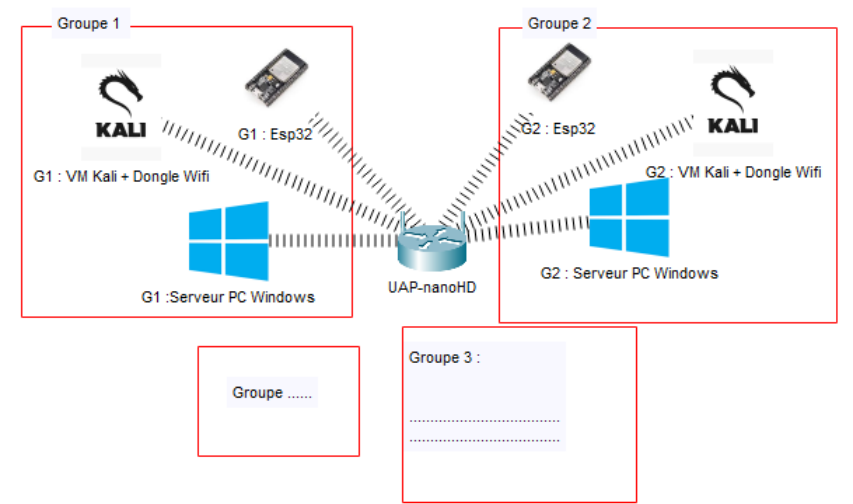 Groupe 1
Groupe 2
KALI
G1 : Esp32
G1 : VM Kali + Dongle Wifi
G2 : Esp32
KALI
G2 : VM Kali + Dongle Wifi
G1 :Serveur PC Windows
UAP-nanoHD
G2 : Serveur PC Windows
Groupe ......
Groupe 3 :
......................................
......................................